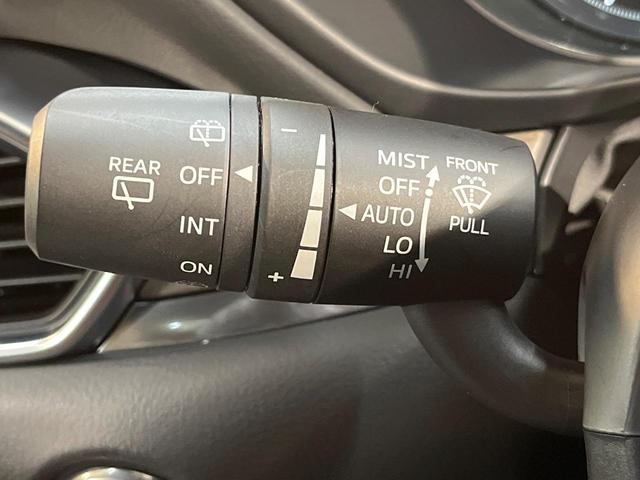 REAR
OFF
INT
ON
−
+
MIST
OFF
AUTO
LO
HI
FRONT
PULL